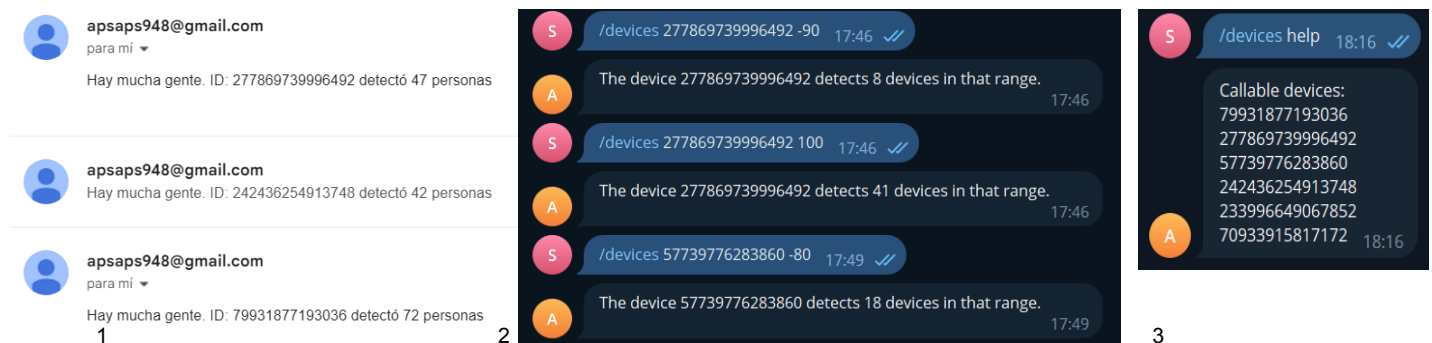 apsaps948@gmail.com
para mí
Hay mucha gente. ID: 277869739996492 detectó 47 personas
apsaps948@gmail.com
Hay mucha gente. ID: 242436254913748 detectó 42 personas
apsaps948@gmail.com
para mí
Hay mucha gente. ID: 79931877193036 detectó 72 personas
1
S
/devices 277869739996492 -90 17:46
A
The device 277869739996492 detects 8 devices in that range.
17:46
S
/devices 277869739996492 100 17:46
A
The device 277869739996492 detects 41 devices in that range.
17:46
S
/devices 57739776283860 -80 17:49
A
The device 57739776283860 detects 18 devices in that range.
17:49
2
S
/devices help 18:16
Callable devices:
79931877193036
277869739996492
57739776283860
242436254913748
233996649067852
A
70933915817172 18:16
3